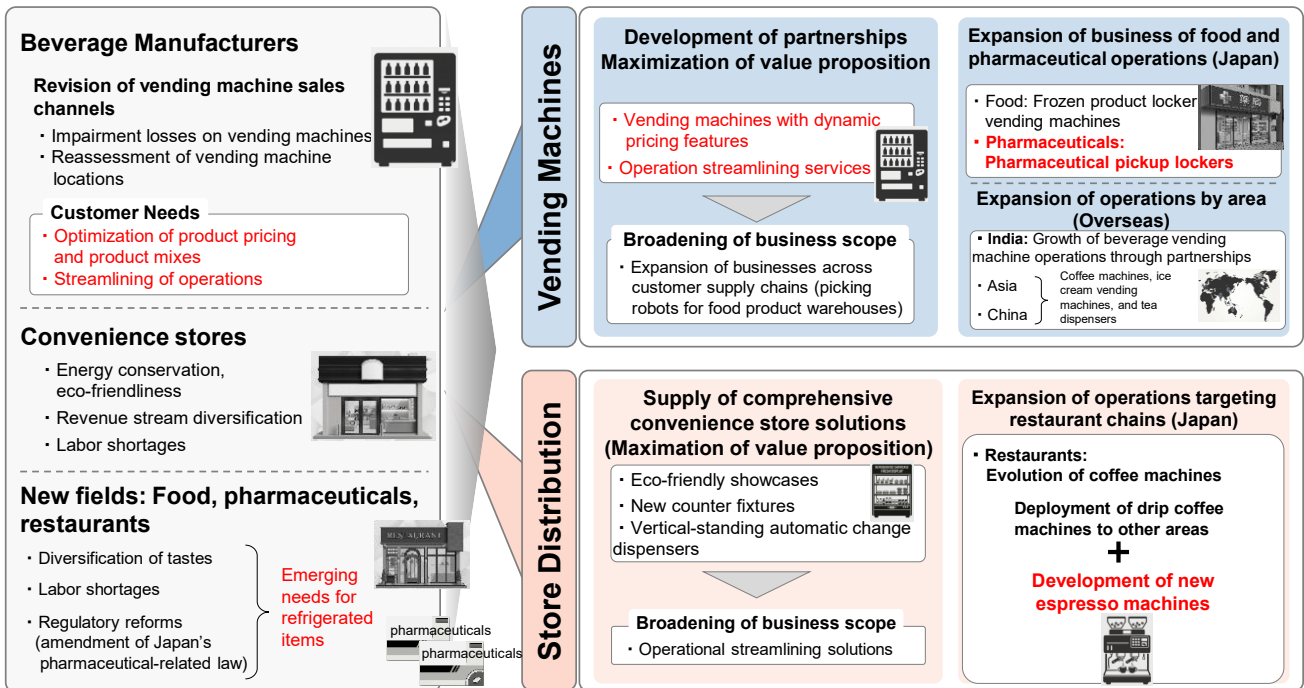 Beverage Manufacturers
Revision of vending machine sales
channels
・Impairment losses on vending machines
・Reassessment of vending machine
locations
Customer Needs
・Optimization of product pricing
and product mixes
・Streamlining of operations
Convenience stores
・Energy conservation,
eco-friendliness
・Revenue stream diversification
・Labor shortages
New fields: Food, pharmaceuticals,
restaurants
・Diversification of tastes
・Labor shortages
・Regulatory reforms
(amendment of Japan's
pharmaceutical-related law)
Emerging
needs for
refrigerated
items
RESTAURANT
pharmaceuticals
pharmaceuticals
Vending Machines
Development of partnerships
Maximization of value proposition
・Vending machines with dynamic
pricing features
・Operation streamlining services
Broadening of business scope
・Expansion of businesses across
customer supply chains (picking
robots for food product warehouses)
Expansion of business of food and
pharmaceutical operations (Japan)
・Food: Frozen product locker
vending machines
・Pharmaceuticals:
Pharmaceutical pickup lockers
Expansion of operations by area
(Overseas)
・India: Growth of beverage vending
machine operations through partnerships
・Asia
・China
Coffee machines, ice
cream vending
machines, and tea
dispensers
Store Distribution
Supply of comprehensive
convenience store solutions
(Maximation of value proposition)
・Eco-friendly showcases
・New counter fixtures
・Vertical-standing automatic change
dispensers
Broadening of business scope
・Operational streamlining solutions
Expansion of operations targeting
restaurant chains (Japan)
・Restaurants:
Evolution of coffee machines
Deployment of drip coffee
machines to other areas
+
Development of new
espresso machines